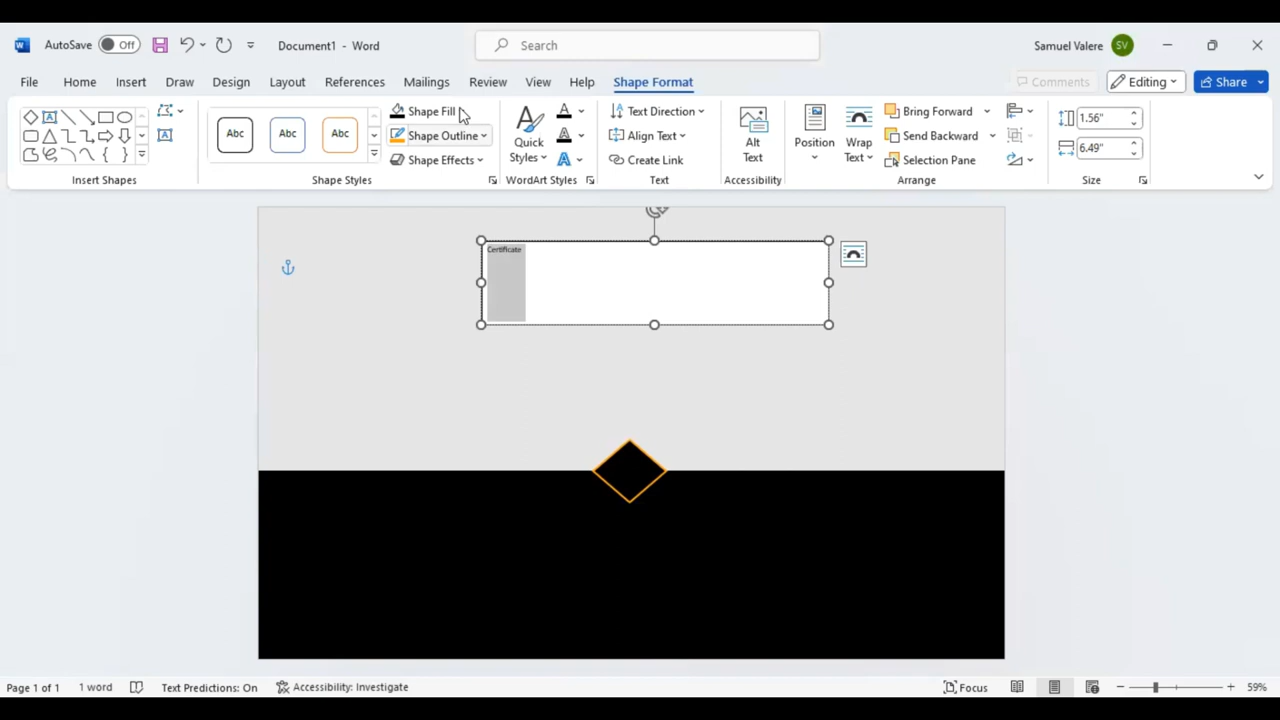 AutoSave Off Document1 - Word Search Samuel Valere SV
File Home Insert Draw Design Layout References Mailings Review View Help Shape Format Comments Editing Share
Abc Abc Abc
Shape Fill
Shape Outline
Shape Effects
Quick Styles
Text Direction
Align Text
Create Link
Alt Text
Position
Wrap Text
Bring Forward
Send Backward
Selection Pane
1.56"
6.49"
Insert Shapes Shape Styles WordArt Styles Text Accessibility Arrange Size
Certificate
Page 1 of 1 1 word Text Predictions: On Accessibility: Investigate Focus 59%